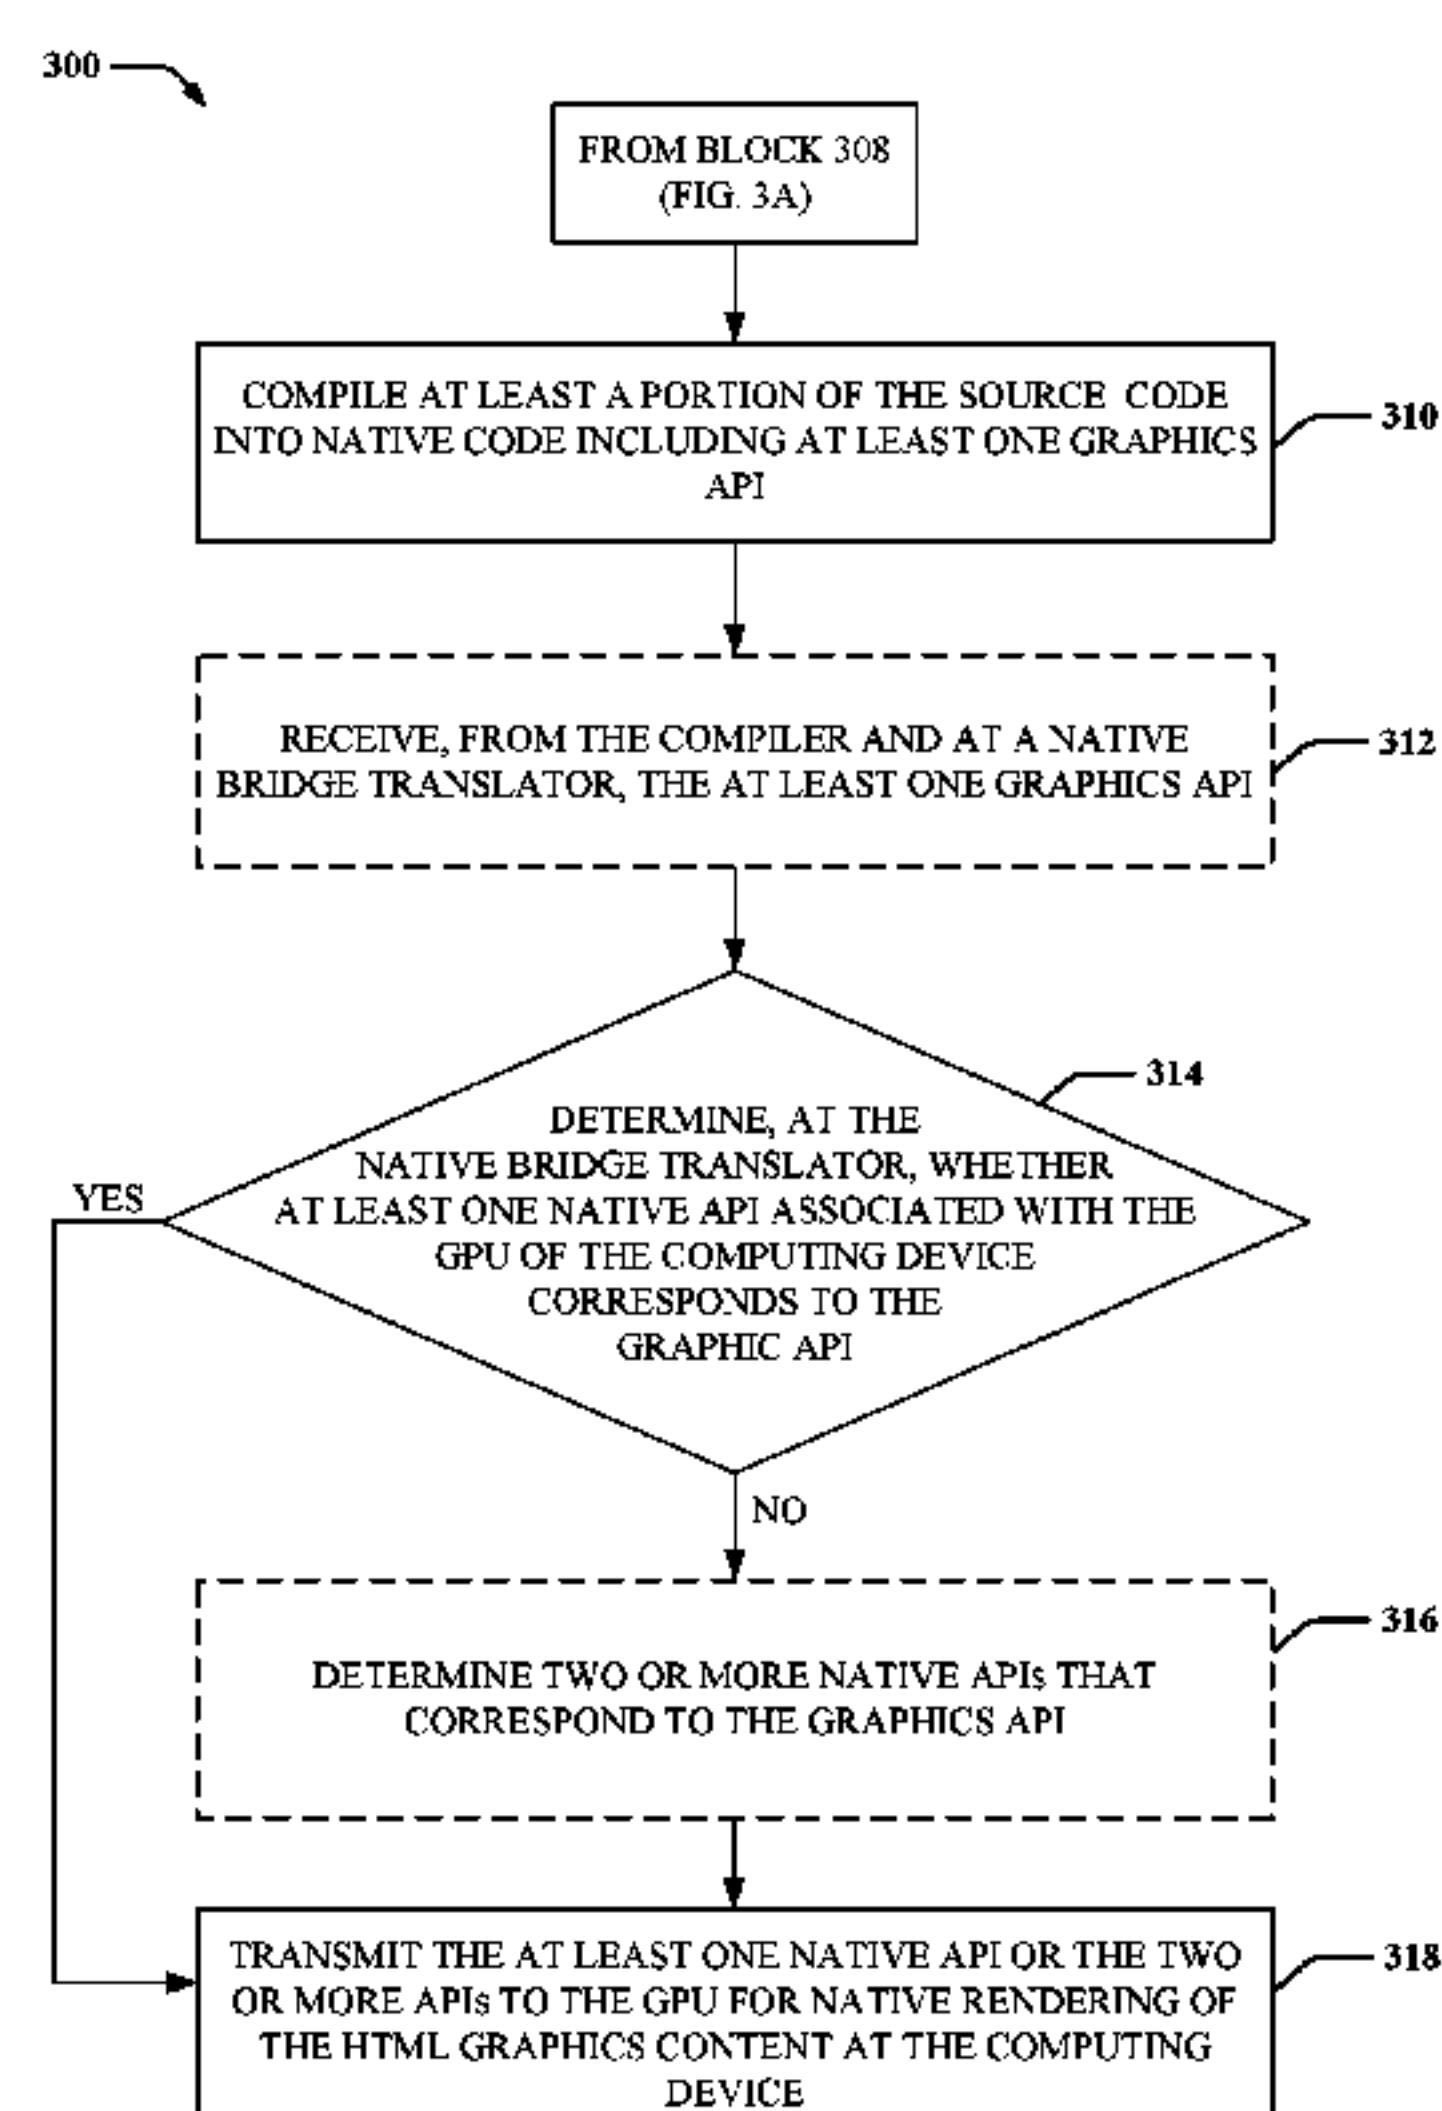 300
FROM BLOCK 308
(FIG. 3A)
COMPILE AT LEAST A PORTION OF THE SOURCE CODE
INTO NATIVE CODE INCLUDING AT LEAST ONE GRAPHICS
API
310
RECEIVE, FROM THE COMPILER AND AT A NATIVE
BRIDGE TRANSLATOR, THE AT LEAST ONE GRAPHICS API
312
314
DETERMINE, AT THE
NATIVE BRIDGE TRANSLATOR, WHETHER
AT LEAST ONE NATIVE API ASSOCIATED WITH THE
GPU OF THE COMPUTING DEVICE
CORRESPONDS TO THE
GRAPHIC API
YES
NO
316
DETERMINE TWO OR MORE NATIVE APIs THAT
CORRESPOND TO THE GRAPHICS API
TRANSMIT THE AT LEAST ONE NATIVE API OR THE TWO
OR MORE APIs TO THE GPU FOR NATIVE RENDERING OF
THE HTML GRAPHICS CONTENT AT THE COMPUTING
DEVICE
318